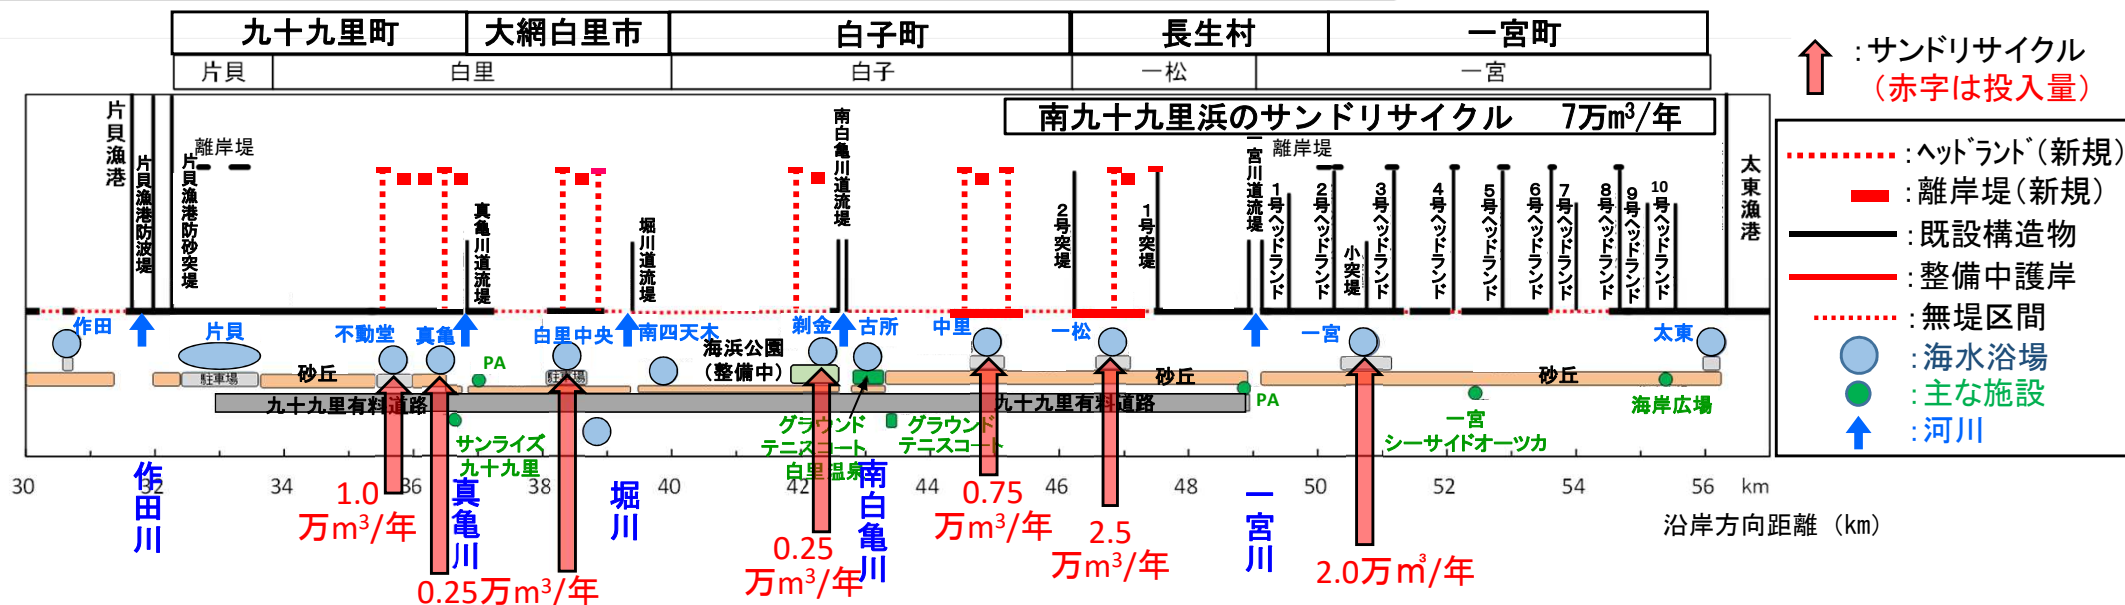 九十九里町 大網白里市 白子町 長生村 一宮町
片貝 白里 白子 一松 一宮
南九十九里浜のサンドリサイクル 7万m³/年
片貝漁港
片貝漁港防波堤
片貝漁港防砂突堤
離岸堤
真亀川道流堤
堀川道流堤
南白亀川道流堤
2号突堤
1号突堤
一宮川道流堤
離岸堤
1号ヘッドランド
2号ヘッドランド
小突堤
3号ヘッドランド
4号ヘッドランド
5号ヘッドランド
6号ヘッドランド
7号ヘッドランド
8号ヘッドランド
9号ヘッドランド
10号ヘッドランド
太東漁港
作田 片貝 不動堂 真亀 白里中央 南四天木 剃金 古所 中里 一松 一宮 太東
海浜公園
(整備中)
駐車場 砂丘 PA 駐車場 砂丘 砂丘
九十九里有料道路 九十九里有料道路 PA
サンライズ
九十九里
グラウンド
テニスコート
白里温泉
グラウンド
テニスコート
一宮
シーサイドオーツカ
海岸広場
30 32 34 36 38 40 42 44 46 48 50 52 54 56 km
沿岸方向距離 (km)
作田川
真亀川
堀川
南白亀川
一宮川
1.0
万m³/年
0.25万m³/年
0.25
万m³/年
0.75
万m³/年
2.5
万m³/年
2.0万㎥/年
:サンドリサイクル
(赤字は投入量)
:ヘッドランド(新規)
:離岸堤(新規)
:既設構造物
:整備中護岸
:無堤区間
:海水浴場
:主な施設
:河川